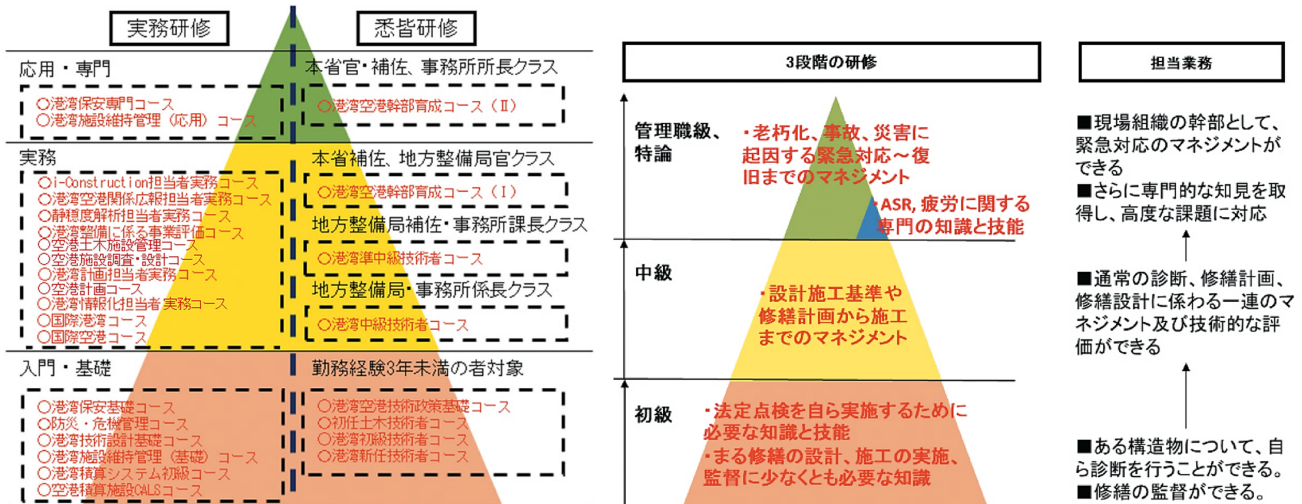 実務研修
応用・専門
○港湾保安専門コース
○港湾施設維持管理(応用)コース
実務
○i-Construction担当者実務コース
○港湾空港関係広報担当者実務コース
○静穏度解析担当者実務コース
○港湾整備に係る事業評価コース
○空港土木施設管理コース
○空港施設調査・設計コース
○港湾計画担当者実務コース
○空港計画コース
○港湾情報化担当者実務コース
○国際港湾コース
○国際空港コース
入門・基礎
○港湾保安基礎コース
○防災・危機管理コース
○港湾技術設計基礎コース
○港湾施設維持管理(基礎)コース
○港湾積算システム初級コース
○空港積算施設CALSコース
悉皆研修
本省官・補佐、事務所所長クラス
○港湾空港幹部育成コース(Ⅱ)
本省補佐、地方整備局官クラス
○港湾空港幹部育成コース(Ⅰ)
地方整備局補佐・事務所課長クラス
○港湾準中級技術者コース
地方整備局・事務所係長クラス
○港湾中級技術者コース
勤務経験3年未満の者対象
○港湾空港技術政策基礎コース
○初任土木技術者コース
○港湾初級技術者コース
○港湾新任技術者コース
3段階の研修
管理職級、
特論
・老朽化、事故、災害に
起因する緊急対応~復
旧までのマネジメント
・ASR,疲労に関する
専門の知識と技能
中級
・設計施工基準や
修繕計画から施工
までのマネジメント
初級
・法定点検を自ら実施するために
必要な知識と技能
・まる修繕の設計、施工の実施、
監督に少なくとも必要な知識
担当業務
■現場組織の幹部として、
緊急対応のマネジメントが
できる
■さらに専門的な知見を取
得し、高度な課題に対応
■通常の診断、修繕計画、
修繕設計に係わる一連のマ
ネジメント及び技術的な評
価ができる
■ある構造物について、自
ら診断を行うことができる。
■修繕の監督ができる。